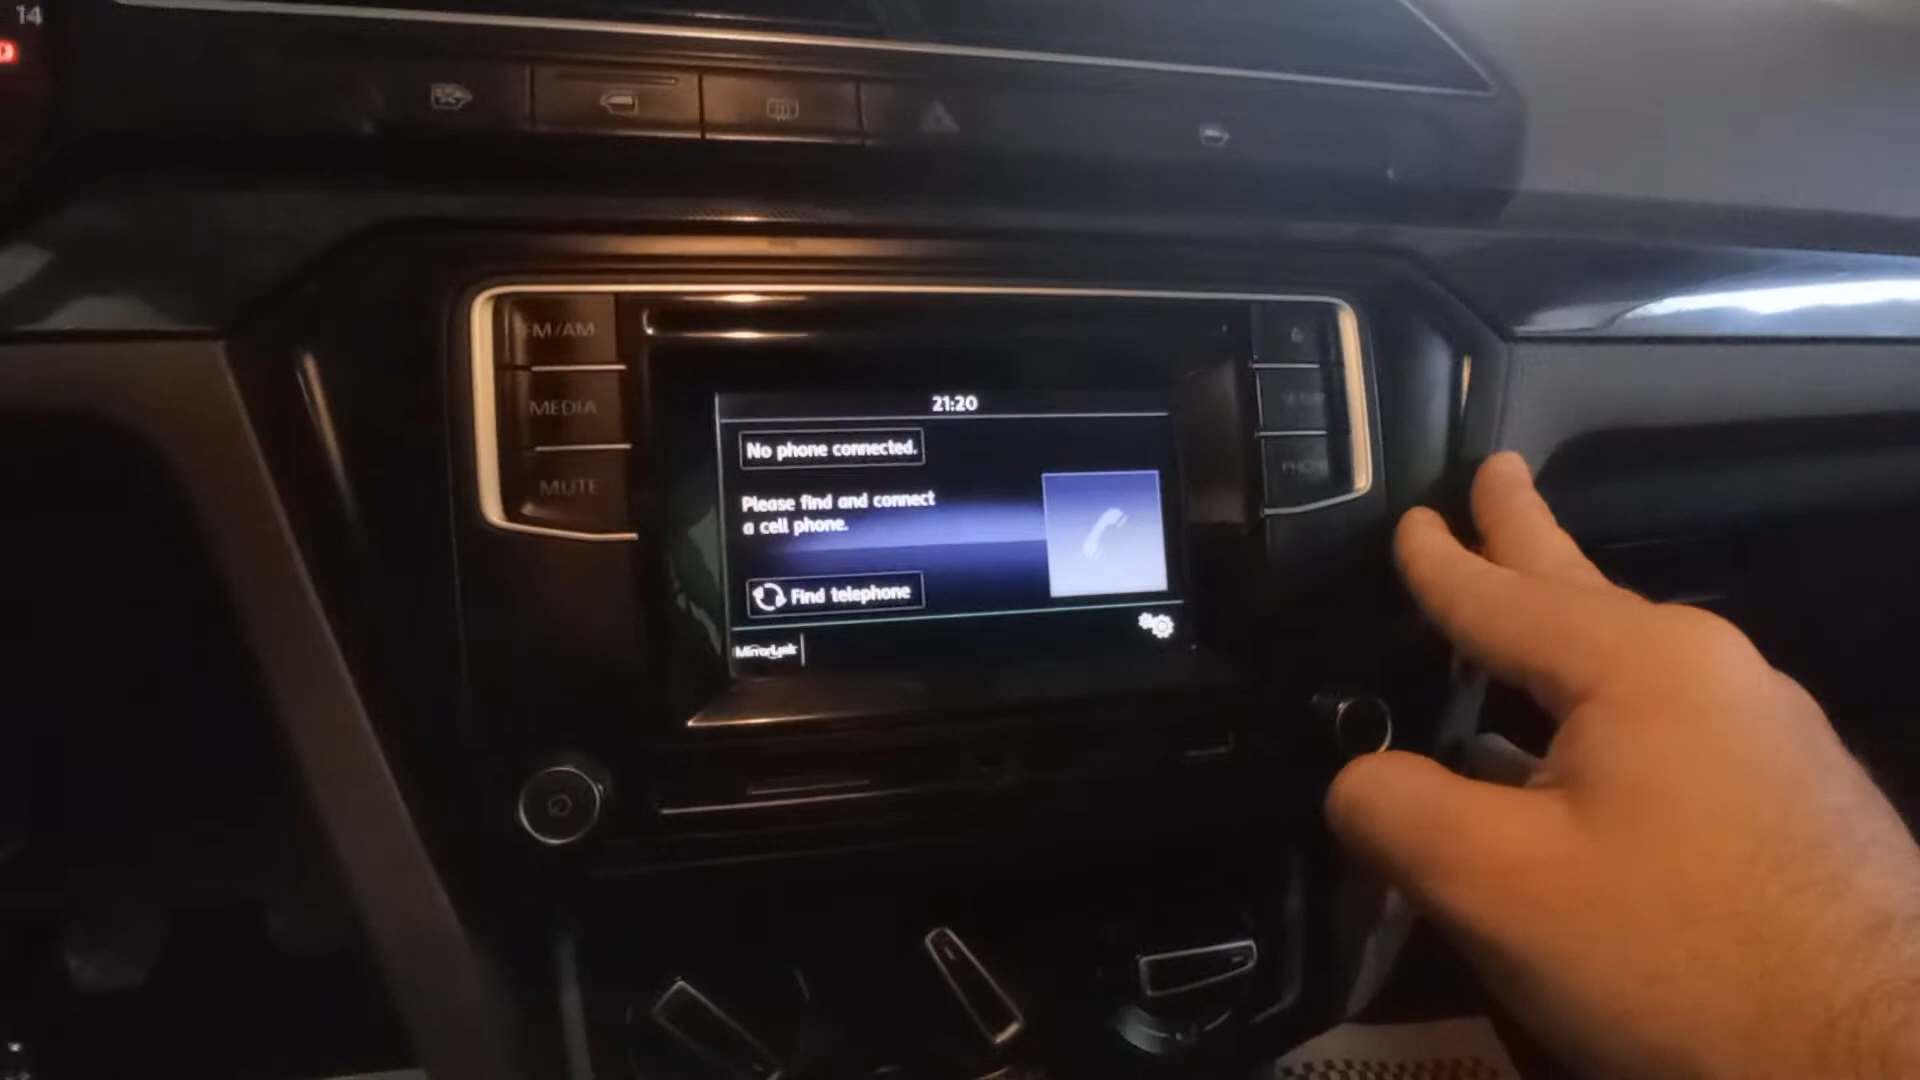 14
FM/AM
MEDIA
MUTE
21:20
No phone connected.
Please find and connect
a cell phone.
Find telephone
MirrorLink
PHONE